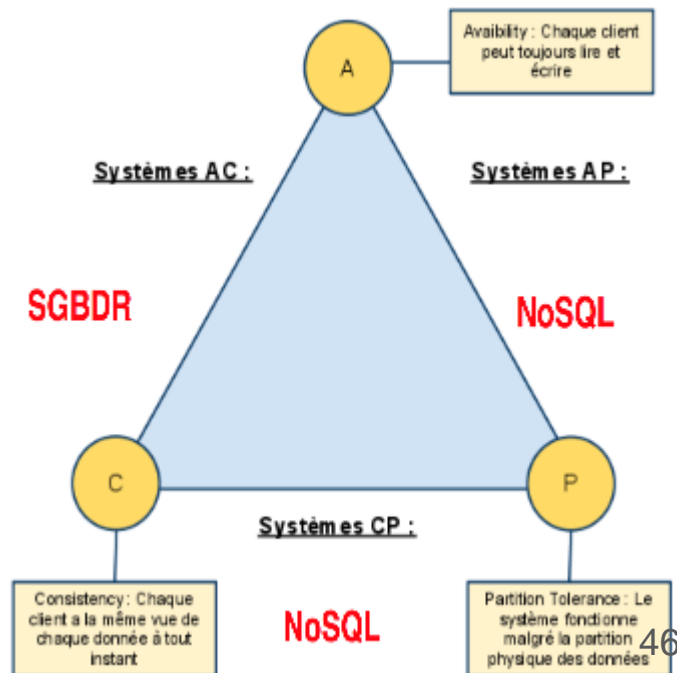 Avaibility : Chaque client
peut toujours lire et
écrire
A
Systèmes AC :
Systèmes AP :
SGBDR
NoSQL
C
P
Systèmes CP :
Consistency : Chaque
client a la même vue de
chaque donnée à tout
instant
NoSQL
Partition Tolerance : Le
système fonctionne
malgré la partition
physique des données
46